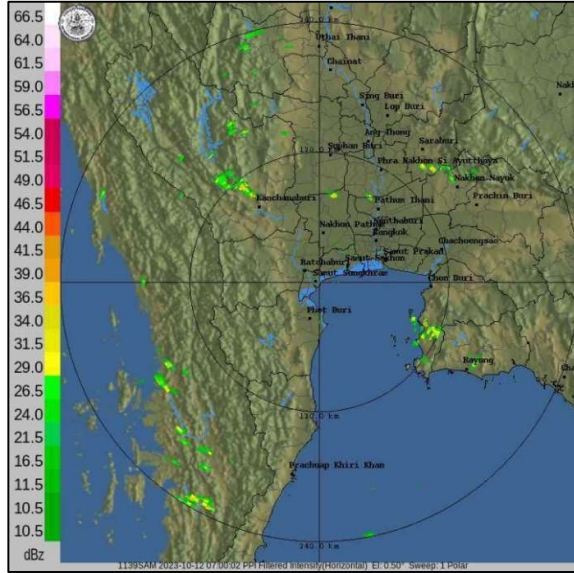 66.5
64.0
61.5
59.0
56.5
54.0
51.5
49.0
46.5
44.0
41.5
39.0
36.5
34.0
31.5
29.0
26.5
24.0
21.5
16.5
11.5
10.5
10.5
dBz
240.0 km
Uthai Thani
Chainat
Sing Buri
Lop Buri
Ang Thong
Saraburi
Suphan Buri
Phra Nakhon Si Ayutthaya
Nakhon Nayok
Kanchanaburi
Pathum Thani
Prachin Buri
Nakhon Pathom
Nonthaburi
Bangkok
Chachoengsao
Samut Prakan
Ratchaburi
Samut Sakhon
Samut Songkhram
Chon Buri
Phet Buri
Rayong
Cha
Nakh
Prachuap Khiri Khan
240.0 km
1139SAM 2023-10-12 07:00:02 PPI Filtered Intensity(Horizontal) El: 0.50° Sweep: 1 Polar